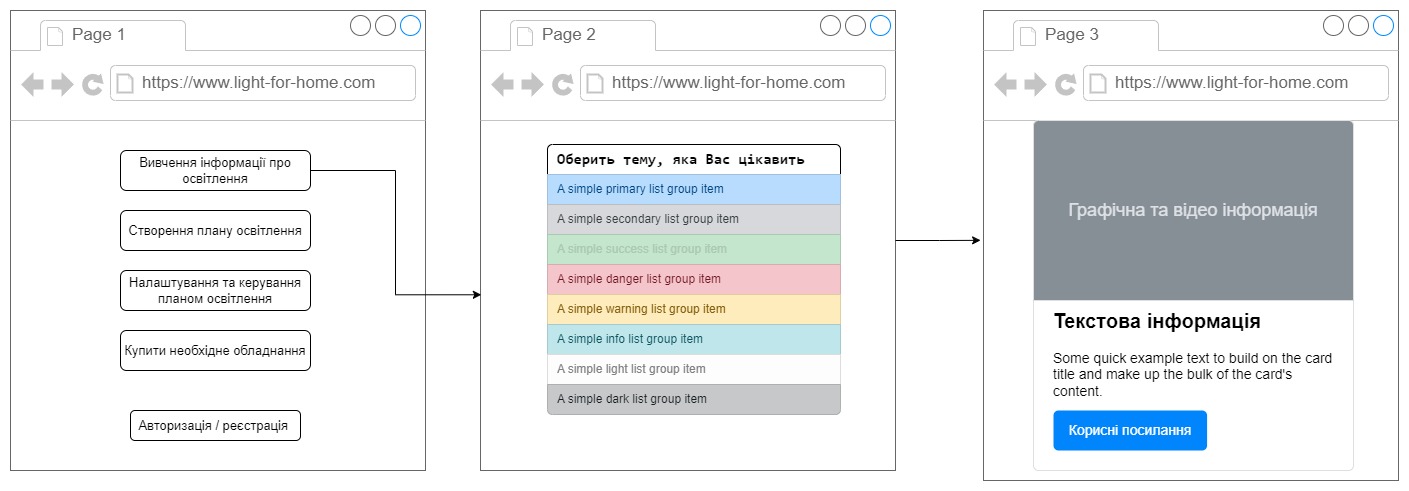 Page 1
https://www.light-for-home.com
Вивчення інформації про
освітлення
Створення плану освітлення
Налаштування та керування
планом освітлення
Купити необхідне обладнання
Авторизація / реєстрація
Page 2
https://www.light-for-home.com
Оберить тему, яка Вас цікавить
A simple primary list group item
A simple secondary list group item
A simple success list group item
A simple danger list group item
A simple warning list group item
A simple info list group item
A simple light list group item
A simple dark list group item
Page 3
https://www.light-for-home.com
Графічна та відео інформація
Текстова інформація
Some quick example text to build on the card
title and make up the bulk of the card's
content.
Корисні посилання